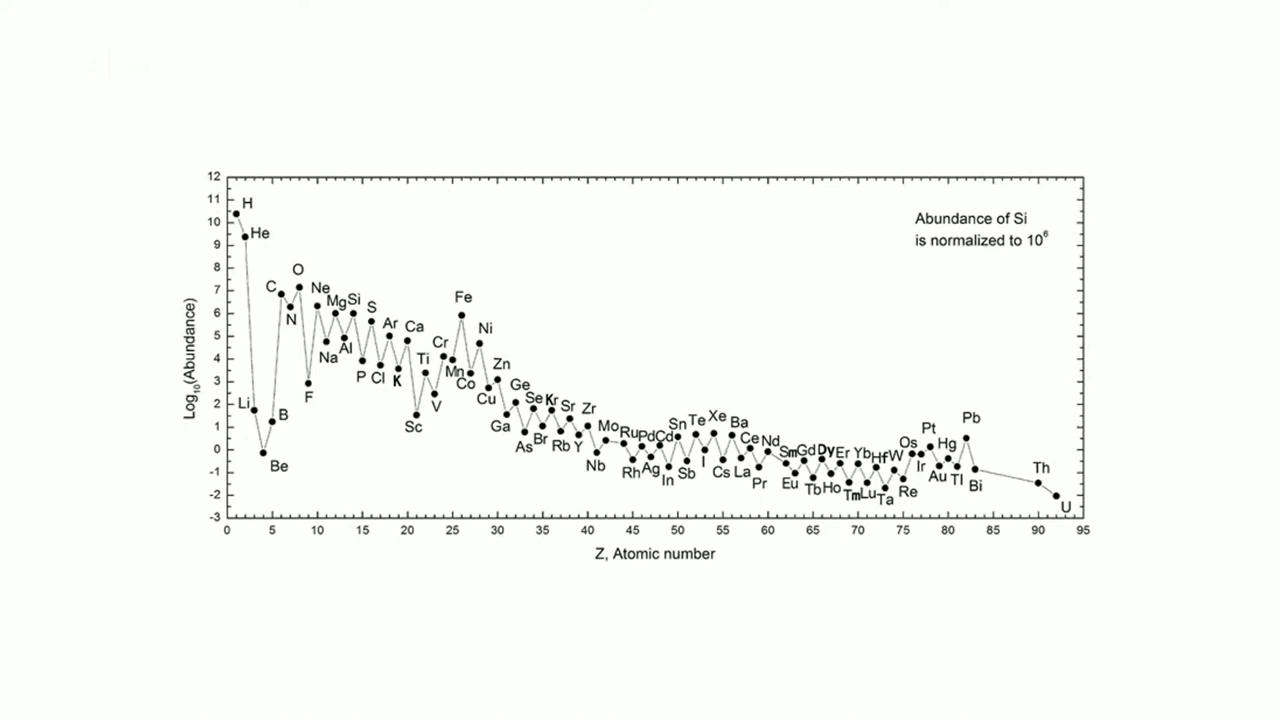 12
11
10
9
8
7
6
5
4
3
2
1
0
-1
-2
-3
Log10(Abundance)
Abundance of Si
is normalized to 10^6
H
He
Li
Be
B
C
N
O
F
Ne
Na
Mg
Al
Si
P
S
Cl
Ar
K
Ca
Sc
Ti
V
Cr
Mn
Fe
Co
Ni
Cu
Zn
Ga
Ge
As
Se
Br
Kr
Rb
Sr
Y
Zr
Nb
Mo
Ru
Rh
Pd
Ag
Cd
In
Sn
Sb
Te
I
Xe
Cs
Ba
La
Ce
Pr
Nd
Sm
Eu
Gd
Tb
Dy
Ho
Er
Tm
Yb
Lu
Hf
Ta
W
Re
Os
Ir
Pt
Au
Hg
Tl
Pb
Bi
Th
U
0 5 10 15 20 25 30 35 40 45 50 55 60 65 70 75 80 85 90 95
Z, Atomic number